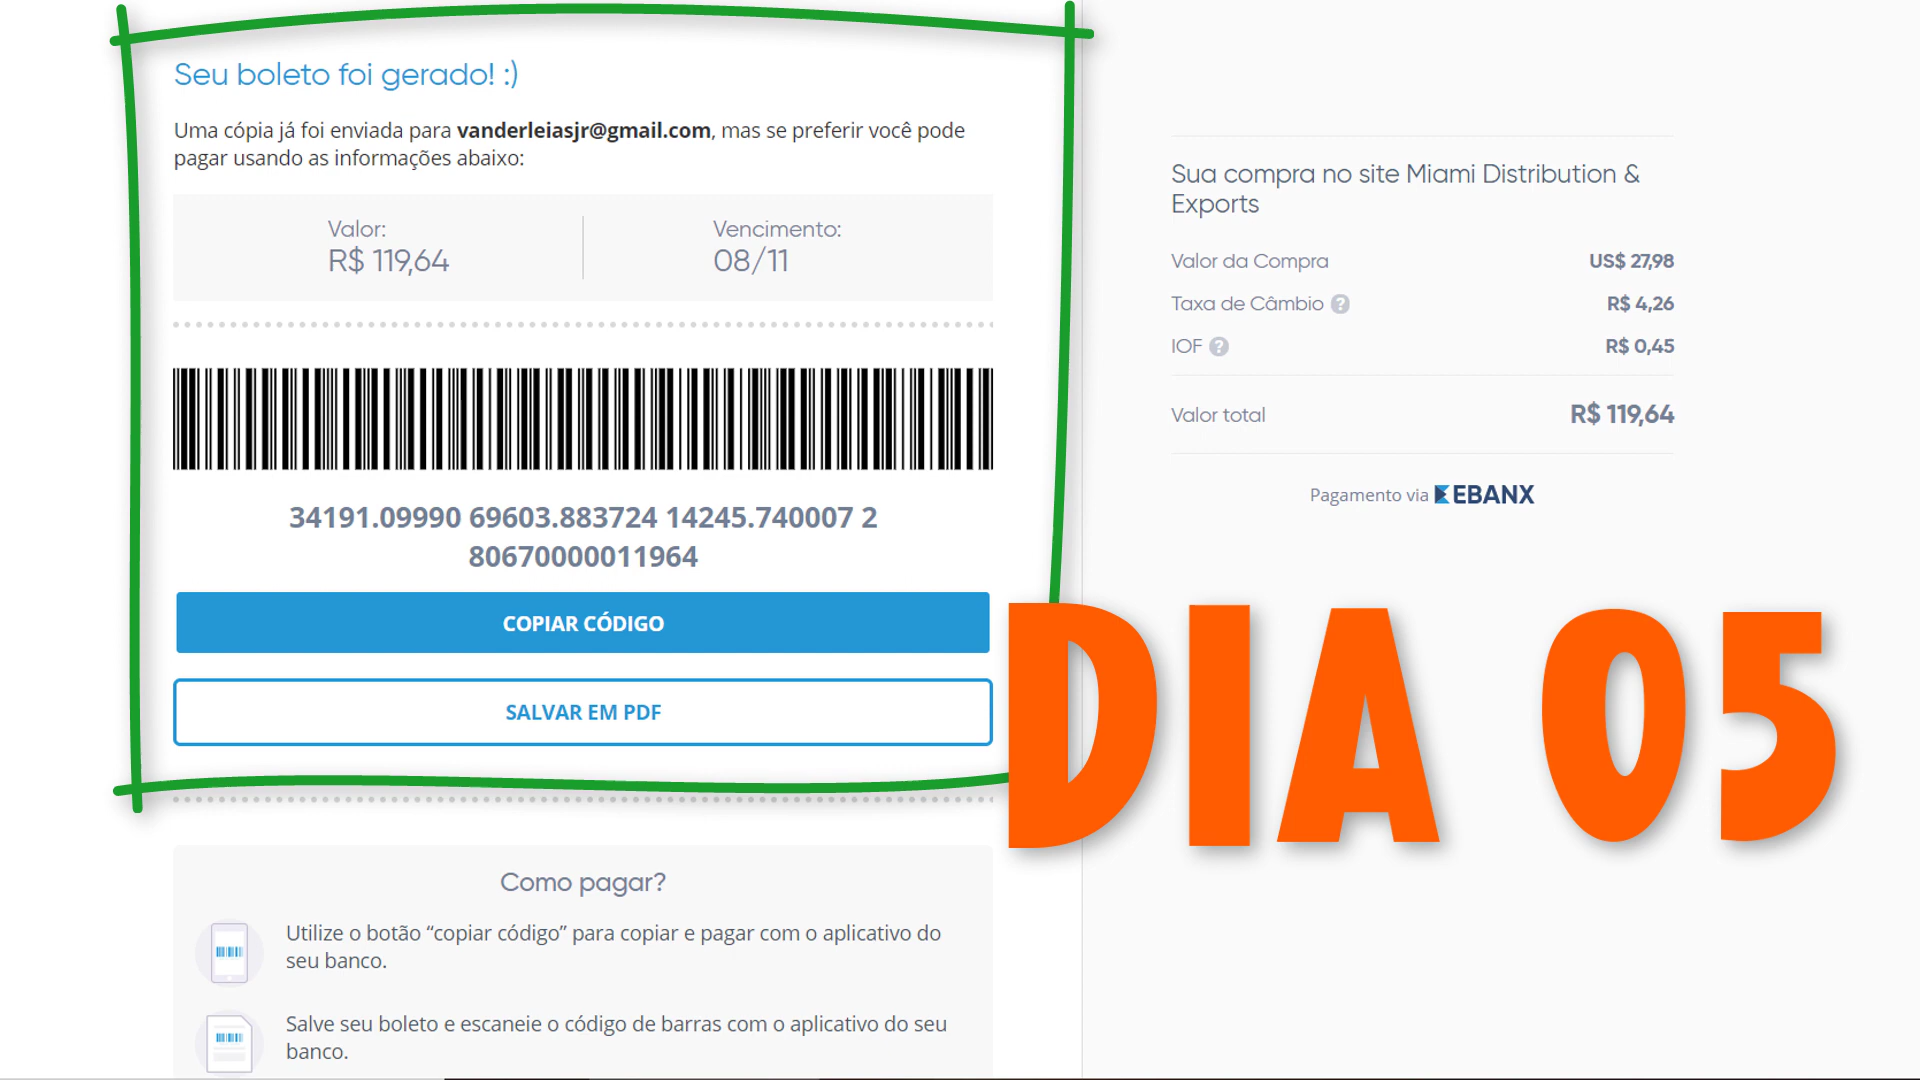 Seu boleto foi gerado! :)
Uma cópia já foi enviada para vanderleiasjr@gmail.com, mas se preferir você pode
pagar usando as informações abaixo:
Valor:
R$ 119,64
Vencimento:
08/11
34191.09990 69603.883724 14245.740007 2
80670000011964
COPIAR CÓDIGO
SALVAR EM PDF
Como pagar?
Utilize o botão “copiar código” para copiar e pagar com o aplicativo do
seu banco.
Salve seu boleto e escaneie o código de barras com o aplicativo do seu
banco.
Sua compra no site Miami Distribution &
Exports
Valor da Compra US$ 27,98
Taxa de Câmbio ? R$ 4,26
IOF ? R$ 0,45
Valor total R$ 119,64
Pagamento via EBANX
DIA 05